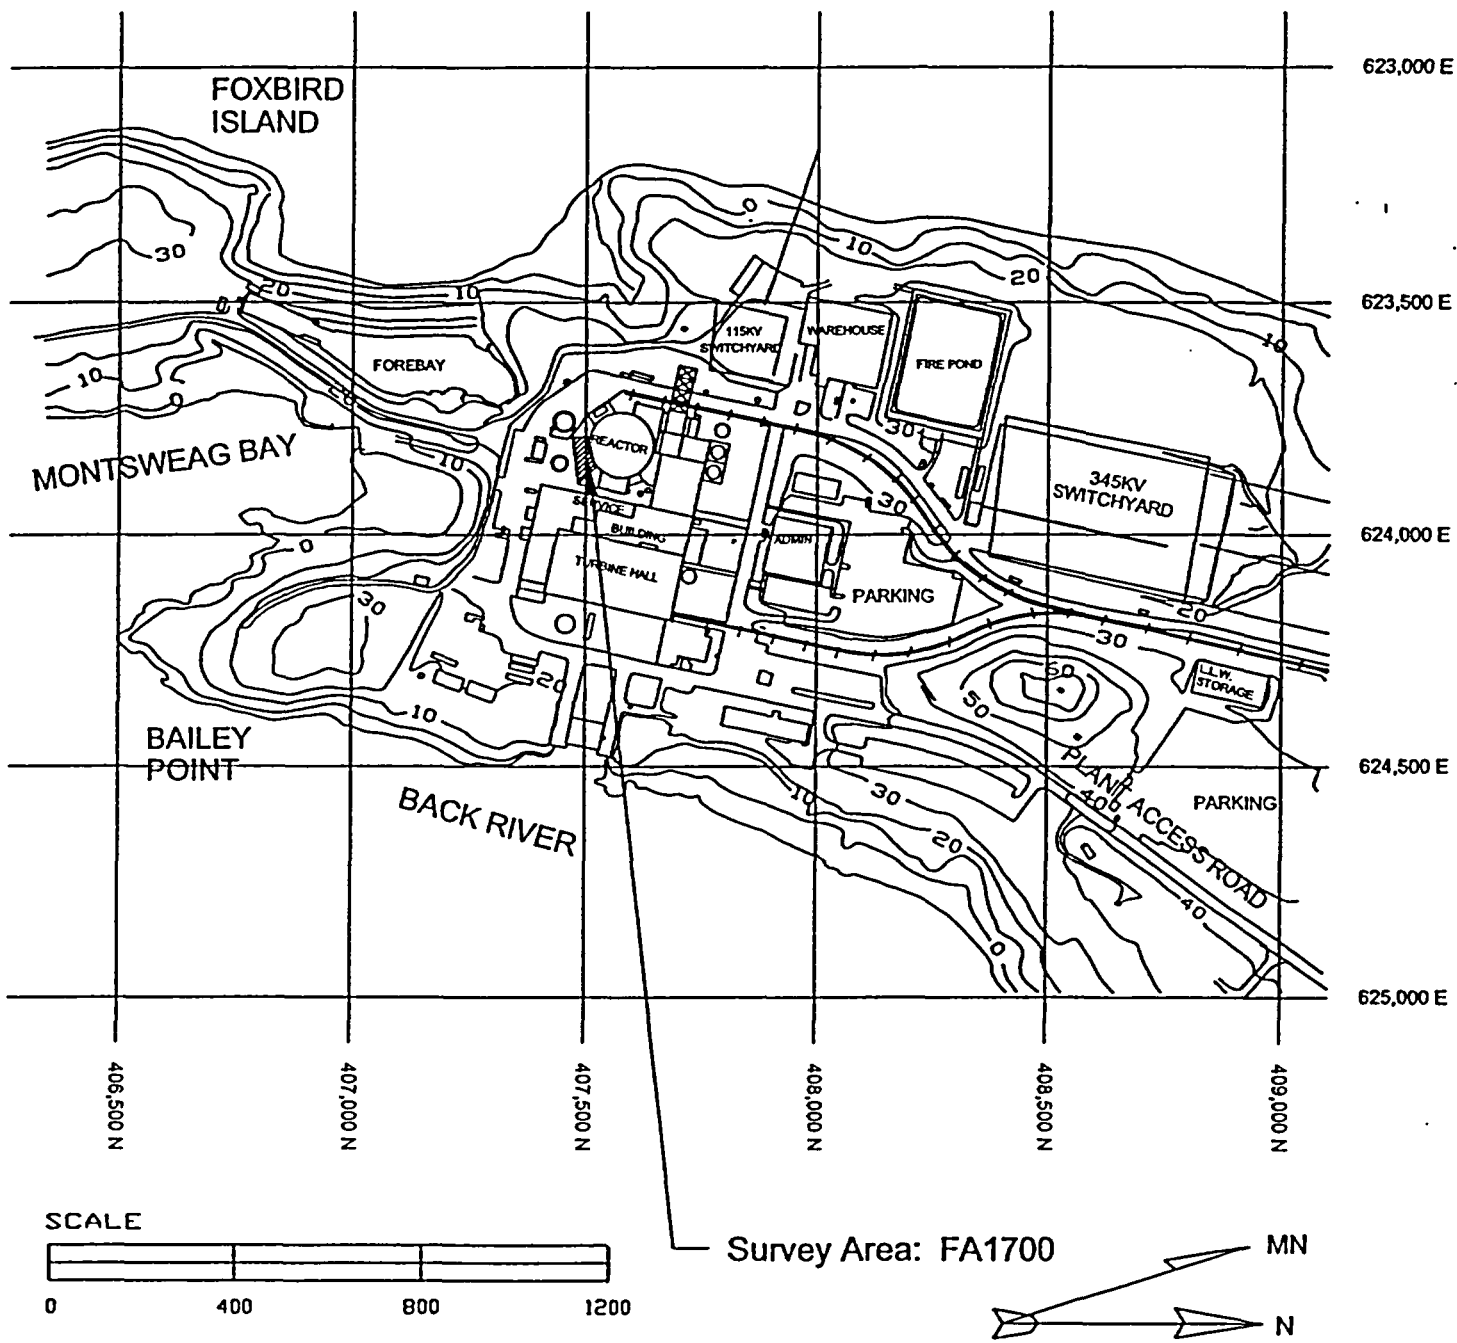 623,000 E
FOXBIRD
ISLAND
0
10
30
20
20
10
623,500 E
115KV
SWITCHYARD
WAREHOUSE
FIRE POND
10
FOREBAY
10
0
20
30
REACTOR
MONTSWEAG BAY
10
345KV
SWITCHYARD
30
SERVICE
BUILDING
ADMIN
624,000 E
0
TURBINE HALL
PARKING
30
20
30
60
L.L.W.
STORAGE
20
50
10
BAILEY
POINT
624,500 E
PLANT ACCESS ROAD
BACK RIVER
10
30
40
PARKING
20
40
0
625,000 E
406,500 N
407,000 N
407,500 N
408,000 N
408,500 N
409,000 N
SCALE
0
400
800
1200
Survey Area: FA1700
MN
N